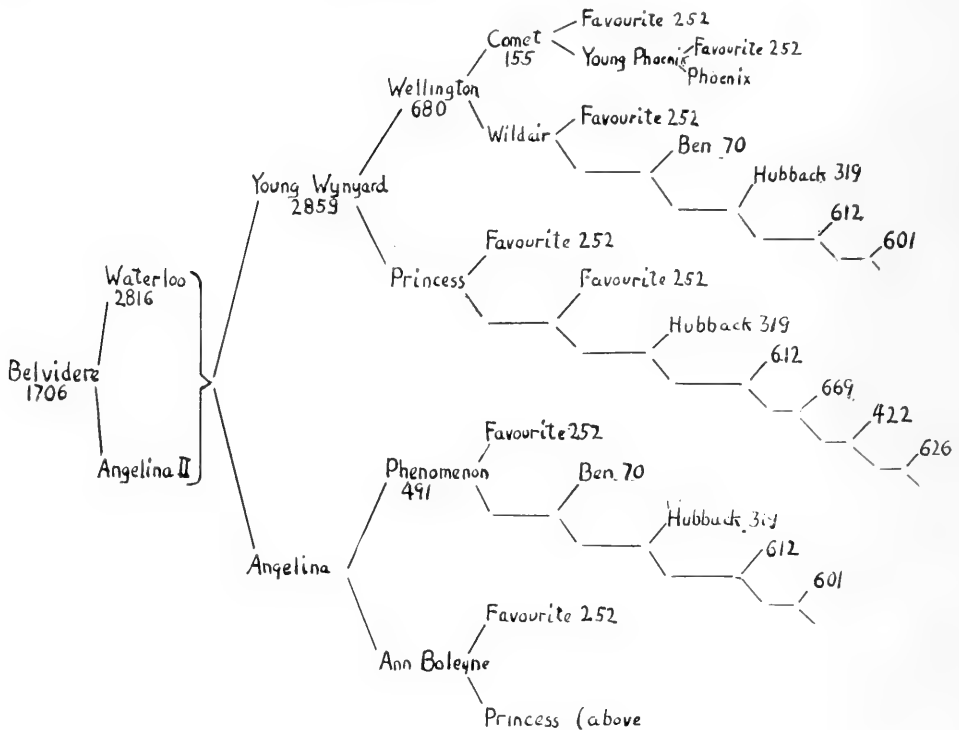 Favourite 252
Comet
155
Young Phoenix
Favourite 252
Phoenix
Wellington
680
Favourite 252
Wildair
Ben 70
Hubback 319
612
601
Young Wynyard
2859
Favourite 252
Princess
Favourite 252
Hubback 319
612
669
422
626
Waterloo
2816
Belvidere
1706
Angelina II
Favourite 252
Phenomenon
491
Ben 70
Hubback 319
612
601
Angelina
Favourite 252
Ann Boleyne
Princess (above